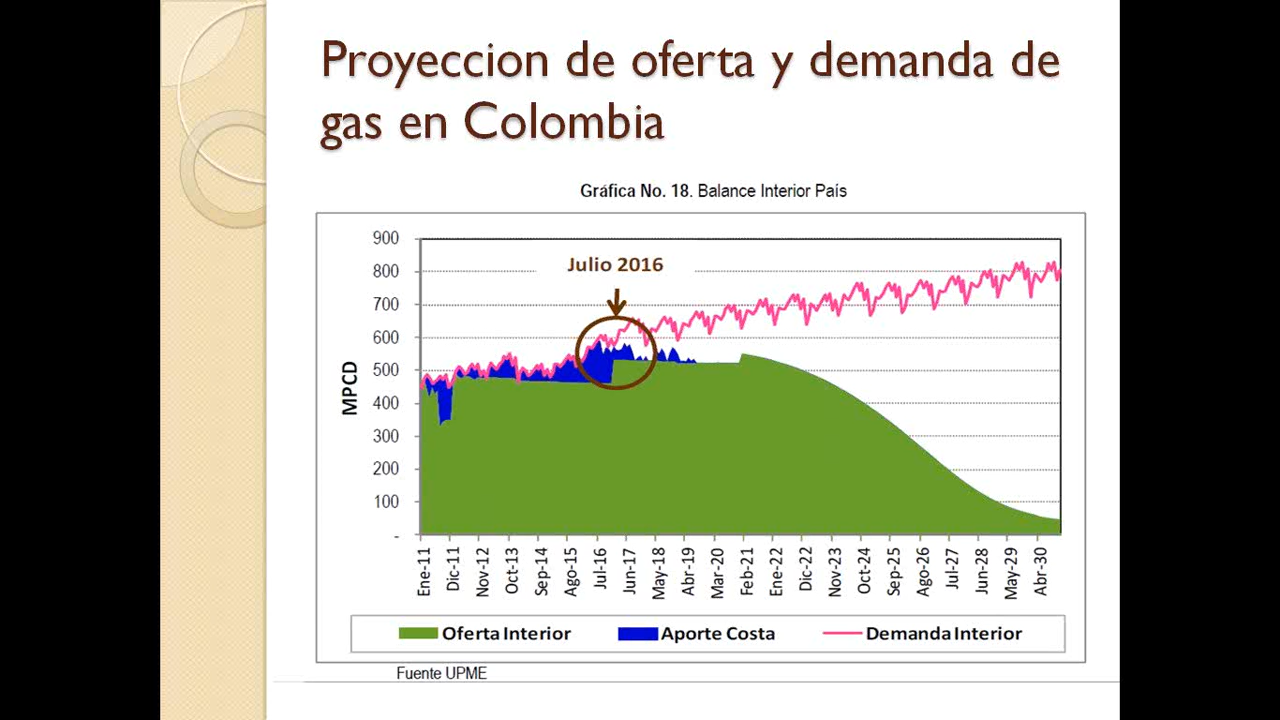 Proyeccion de oferta y demanda de
gas en Colombia
Gráfica No. 18. Balance Interior País
900
800
700
600
500
400
300
200
100
-
MPCD
Julio 2016
Ene-11
Dic-11
Nov-12
Oct-13
Sep-14
Ago-15
Jul-16
Jun-17
May-18
Abr-19
Mar-20
Feb-21
Ene-22
Dic-22
Nov-23
Oct-24
Sep-25
Ago-26
Jul-27
Jun-28
May-29
Abr-30
Oferta Interior
Aporte Costa
Demanda Interior
Fuente UPME